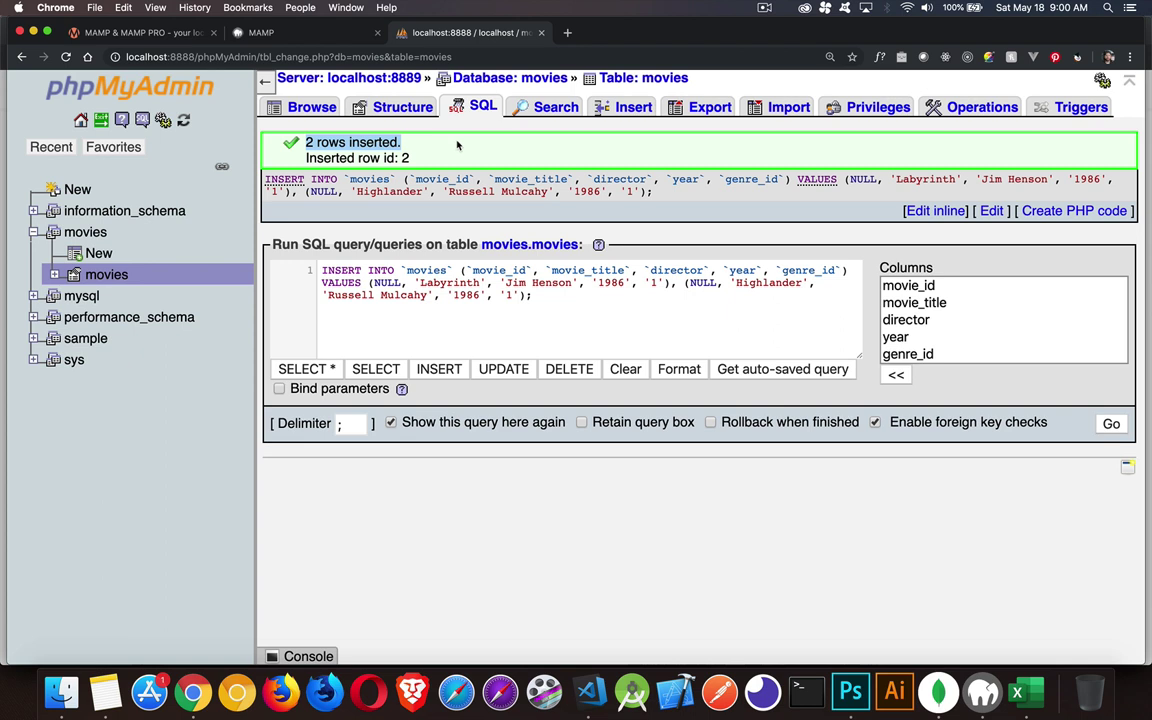 Chrome File Edit View History Bookmarks People Window Help 100% Sat May 18 9:00 AM
MAMP & MAMP PRO - your lo MAMP localhost:8888 / localhost / mo
localhost:8888/phpMyAdmin/tbl_change.php?db=movies&table=movies
phpMyAdmin
Recent Favorites
New
information_schema
movies
New
movies
mysql
performance_schema
sample
sys
Server: localhost:8889 » Database: movies » Table: movies
Browse Structure SQL Search Insert Export Import Privileges Operations Triggers
2 rows inserted.
Inserted row id: 2
INSERT INTO `movies` (`movie_id`, `movie_title`, `director`, `year`, `genre_id`) VALUES (NULL, 'Labyrinth', 'Jim Henson', '1986',
'1'), (NULL, 'Highlander', 'Russell Mulcahy', '1986', '1');
[Edit inline] [ Edit ] [ Create PHP code ]
Run SQL query/queries on table movies.movies:
1 INSERT INTO `movies` (`movie_id`, `movie_title`, `director`, `year`, `genre_id`)
VALUES (NULL, 'Labyrinth', 'Jim Henson', '1986', '1'), (NULL, 'Highlander',
'Russell Mulcahy', '1986', '1');
Columns
movie_id
movie_title
director
year
genre_id
<<
SELECT * SELECT INSERT UPDATE DELETE Clear Format Get auto-saved query
Bind parameters
[ Delimiter ; ] Show this query here again Retain query box Rollback when finished Enable foreign key checks Go
Console
1
Ps Ai